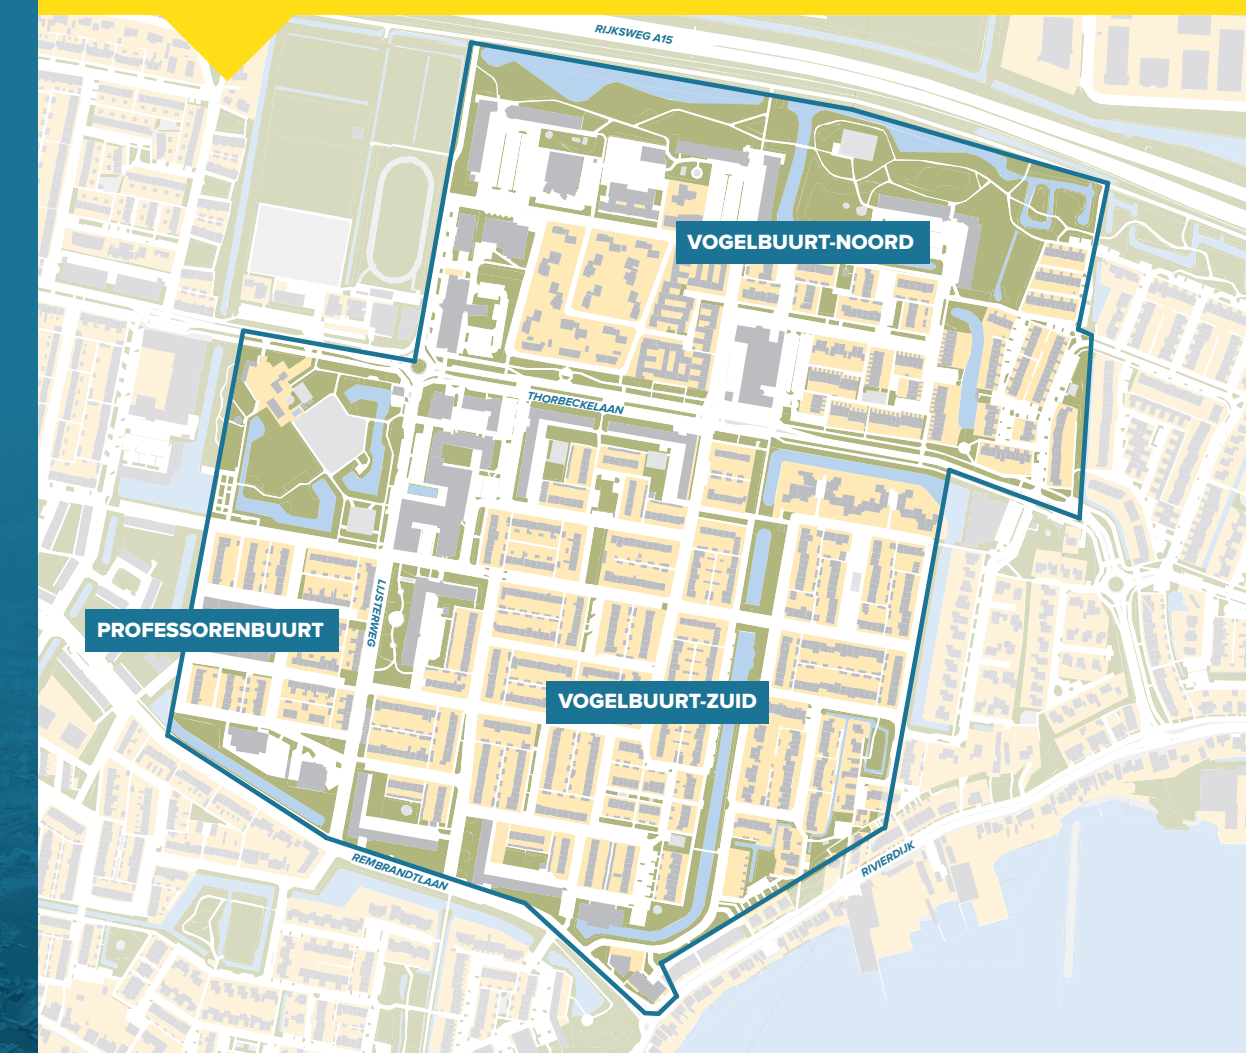 RIJKSWEG A15
VOGELBUURT-NOORD
THORBECKELAAN
LIJSTERWEG
PROFESSORENBUURT
VOGELBUURT-ZUID
REMBRANDTLAAN
RIVIERDIJK